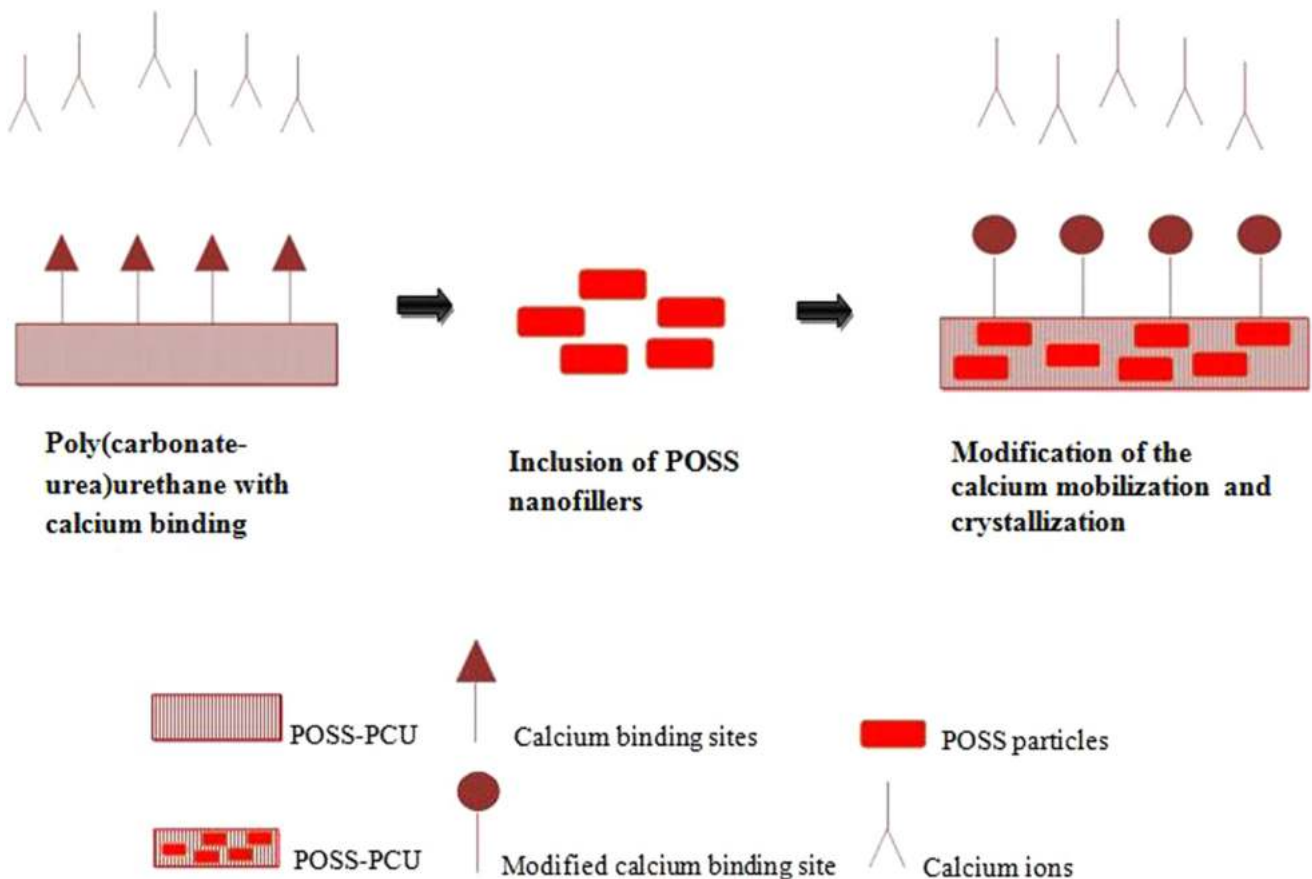 Poly(carbonate-
urea)urethane with
calcium binding
Inclusion of POSS
nanofillers
Modification of the
calcium mobilization and
crystallization
POSS-PCU
Calcium binding sites
POSS particles
POSS-PCU
Modified calcium binding site
Calcium ions